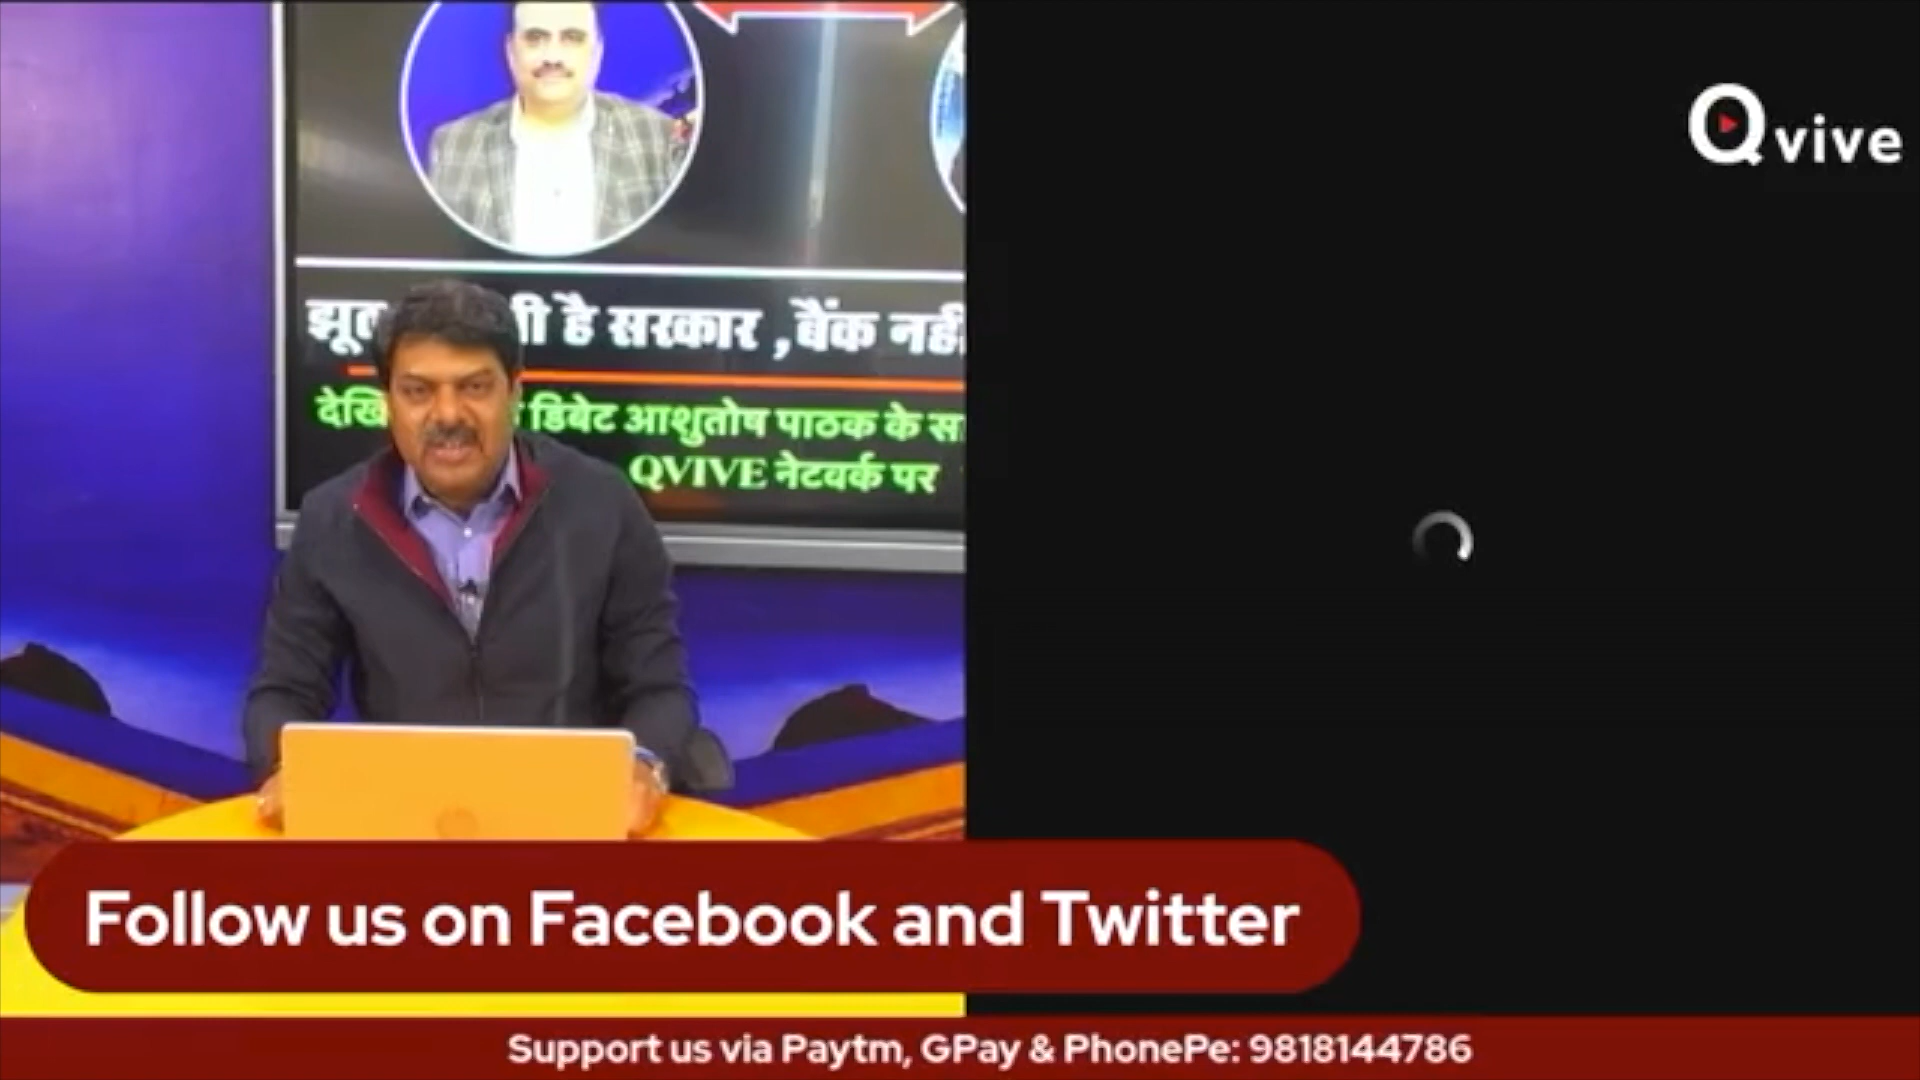 Qvive
है सरकार ,बैंक नहीं
डिबेट आशुतोष पाठक के
QVIVE नेटवर्क पर
Follow us on Facebook and Twitter
Support us via Paytm, GPay & PhonePe: 9818144786